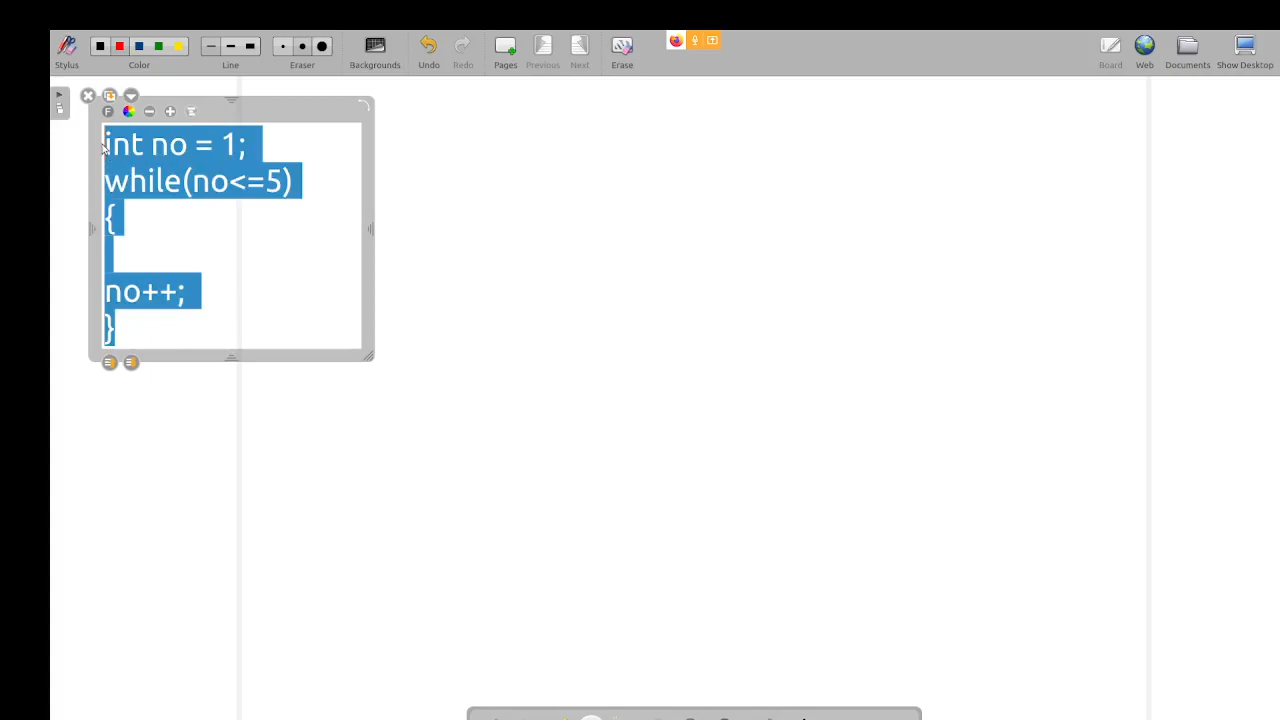 Stylus
Color
Line
Eraser
Backgrounds
Undo
Redo
Pages
Previous
Next
Erase
Board
Web
Documents
Show Desktop
F
int no = 1;
while(no<=5)
{
no++;
}